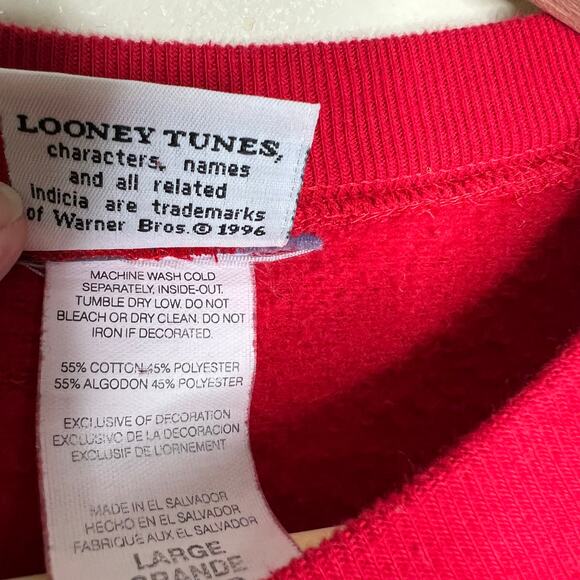 LOONEY TUNES,
characters, names
and all related
indicia are trademarks
of Warner Bros.© 1996
MACHINE WASH COLD
SEPARATELY, INSIDE-OUT.
TUMBLE DRY LOW. DO NOT
BLEACH OR DRY CLEAN. DO NOT
IRON IF DECORATED.
55% COTTON 45% POLYESTER
55% ALGODON 45% POLYESTER
EXCLUSIVE OF DECORATION
EXCLUSIVO DE LA DECORACION
EXCLUSIF DE L'ORNEMENT
MADE IN EL SALVADOR
HECHO EN EL SALVADOR
FABRIQUE AUX EL SALVADOR
LARGE
GRANDE